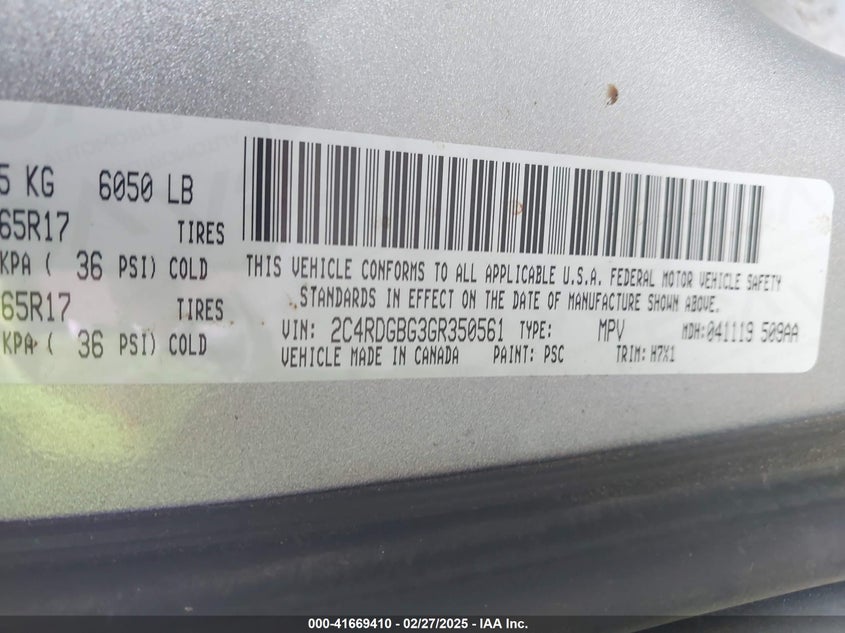 5 KG 6050 LB
65R17 TIRES
KPA ( 36 PSI) COLD
65R17 TIRES
KPA ( 36 PSI) COLD
THIS VEHICLE CONFORMS TO ALL APPLICABLE U.S.A. FEDERAL MOTOR VEHICLE SAFETY
STANDARDS IN EFFECT ON THE DATE OF MANUFACTURE SHOWN ABOVE.
VIN: 2C4RDGBG3GR350561 TYPE: MPV MDH:041119 509AA
VEHICLE MADE IN CANADA PAINT: PSC TRIM: H7X1
000-41669410 - 02/27/2025 - IAA Inc.